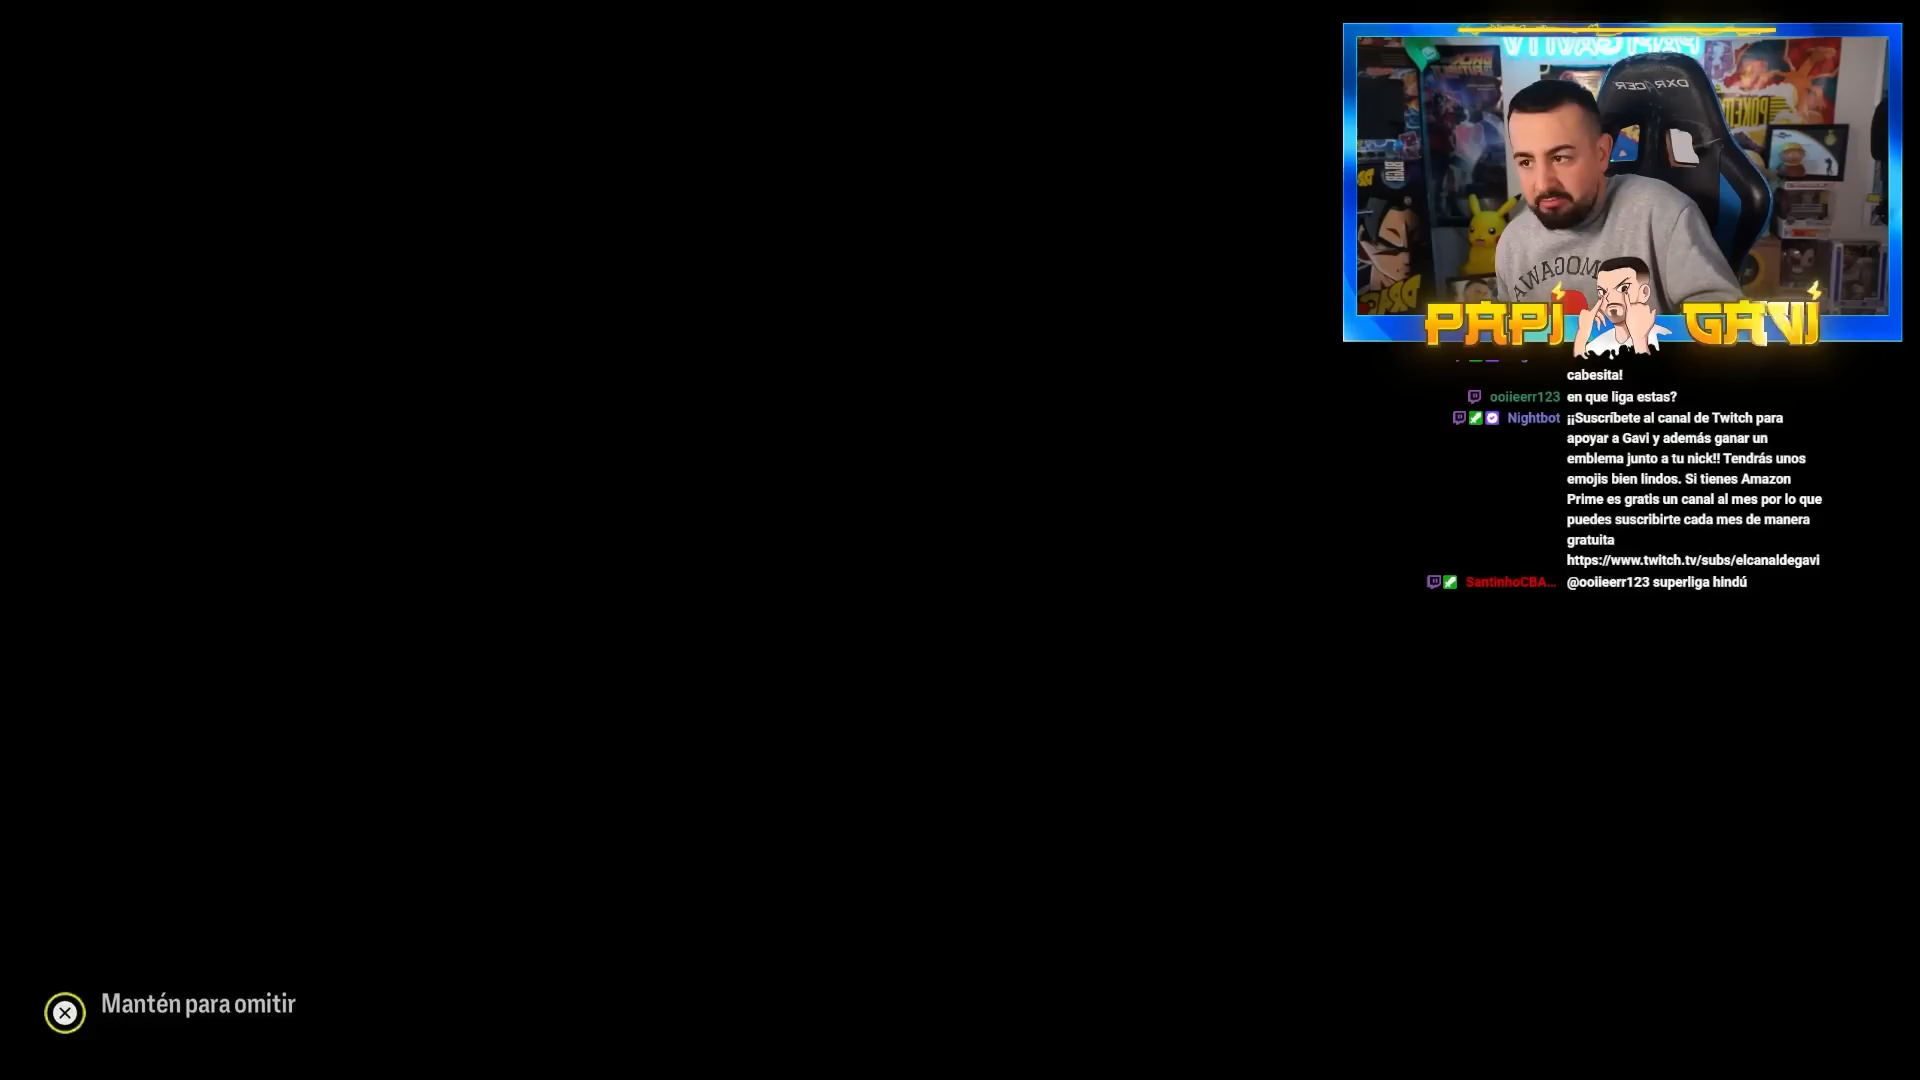 DXRACER
PAPi GAVi
cabesita!
ooiieerr123 en que liga estas?
Nightbot ¡¡Suscríbete al canal de Twitch para
apoyar a Gavi y además ganar un
emblema junto a tu nick!! Tendrás unos
emojis bien lindos. Si tienes Amazon
Prime es gratis un canal al mes por lo que
puedes suscribirte cada mes de manera
gratuita
https://www.twitch.tv/subs/elcanaldegavi
SantinhoCBA... @ooiieerr123 superliga hindú
Mantén para omitir